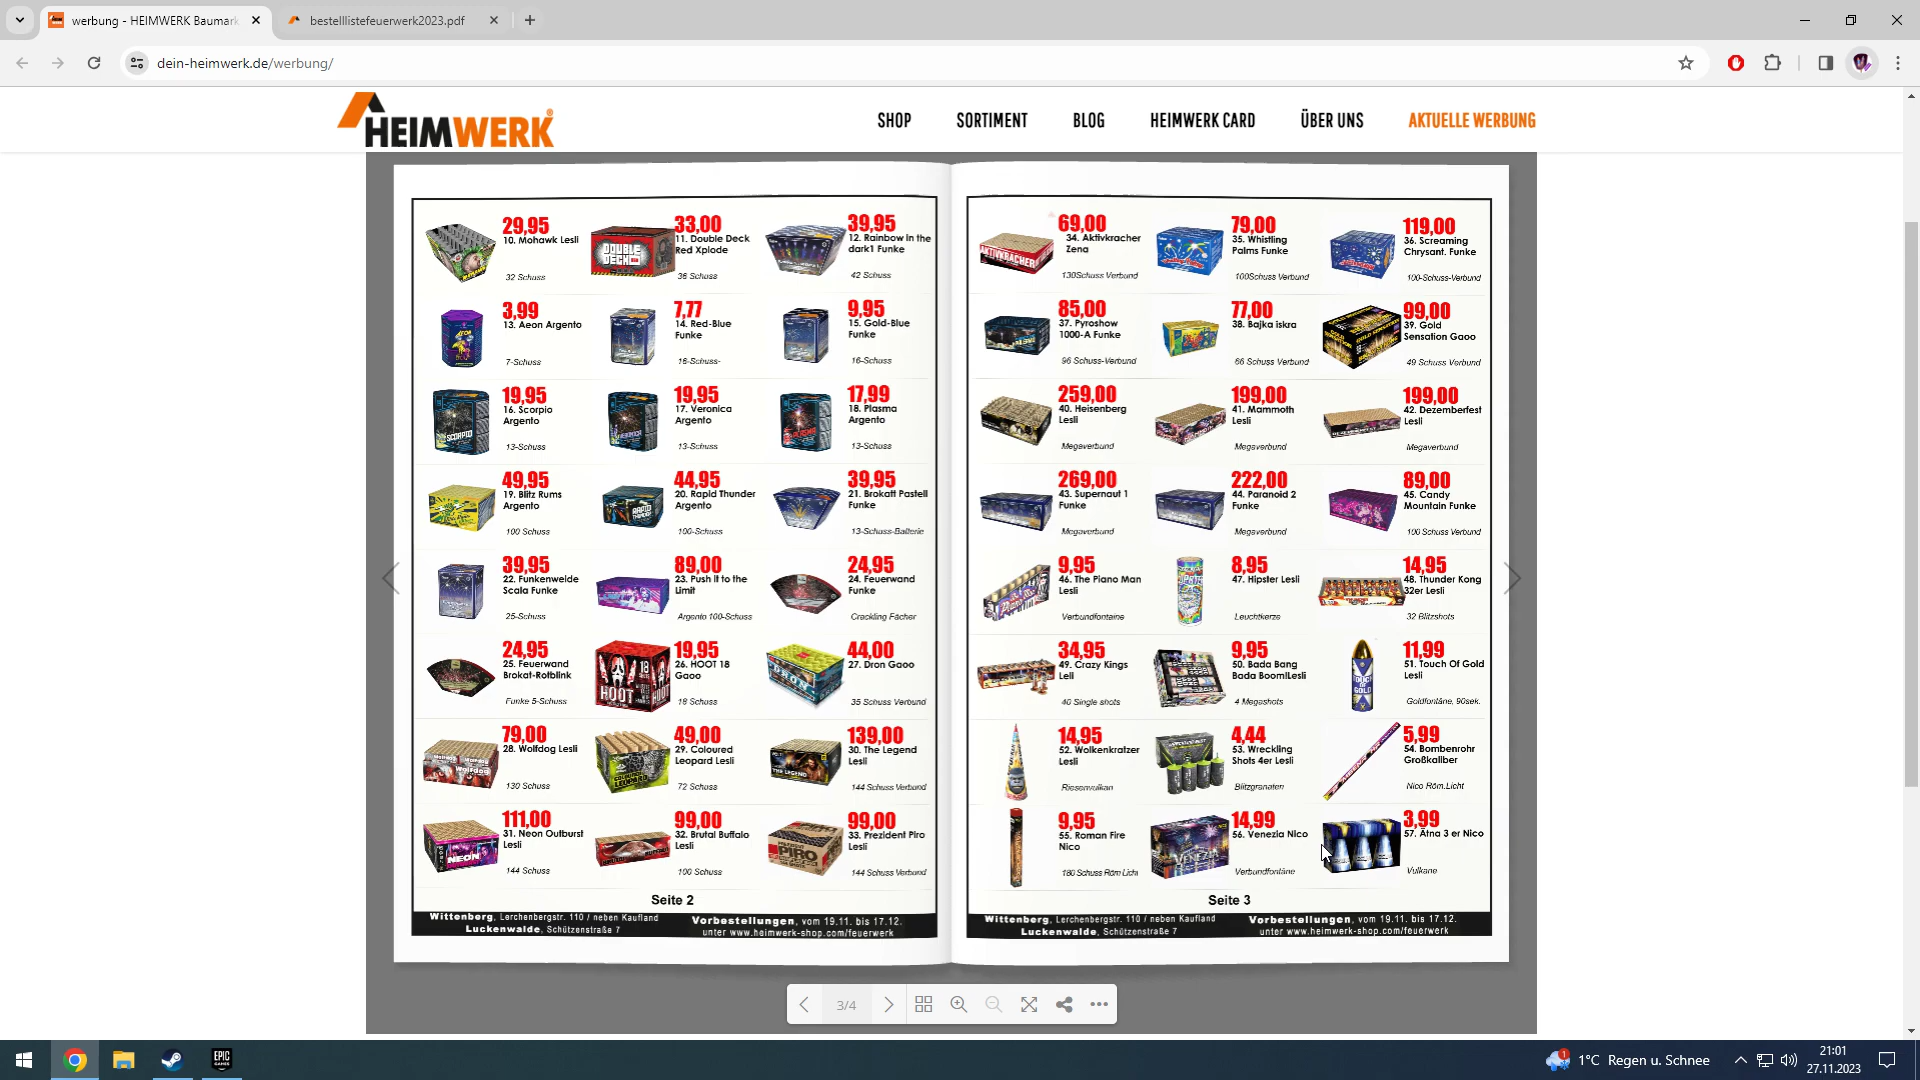 werbung - HEIMWERK Baumark
bestelllistefeuerwerk2023.pdf
dein-heimwerk.de/werbung/
HEIMWERK
SHOP
SORTIMENT
BLOG
HEIMWERK CARD
ÜBER UNS
AKTUELLE WERBUNG
29,95
10. Mohawk Lesli
32 Schuss
33,00
11. Double Deck
Red Xplode
36 Schuss
39,95
12. Rainbow in the
dark1 Funke
42 Schuss
3,99
13. Aeon Argento
7-Schuss
7,77
14. Red-Blue
Funke
16-Schuss-
9,95
15. Gold-Blue
Funke
16-Schuss
19,95
16. Scorpio
Argento
13-Schuss
19,95
17. Veronica
Argento
13-Schuss
17,99
18. Plasma
Argento
13-Schuss
49,95
19. Blitz Rums
Argento
100 Schuss
44,95
20. Rapid Thunder
Argento
100-Schuss
39,95
21. Brokatt Pastell
Funke
13-Schuss-Batterie
39,95
22. Funkenweide
Scala Funke
25-Schuss
89,00
23. Push it to the
Limit
Argento 100-Schuss
24,95
24. Feuerwand
Funke
Crackling Fächer
24,95
25. Feuerwand
Brokat-Rotblink
Funke 5-Schuss
19,95
26. HOOT 18
Gaoo
18 Schuss
44,00
27. Dron Gaoo
35 Schuss Verbund
79,00
28. Wolfdog Lesli
130 Schuss
49,00
29. Coloured
Leopard Lesli
72 Schuss
139,00
30. The Legend
Lesli
144 Schuss Verbund
111,00
31. Neon Outburst
Lesli
144 Schuss
99,00
32. Brutal Buffalo
Lesli
100 Schuss
99,00
33. Prezident Piro
Lesli
144 Schuss Verbund
Seite 2
Wittenberg, Lerchenbergstr. 110 / neben Kaufland
Luckenwalde, Schützenstraße 7
Vorbestellungen, vom 19.11. bis 17.12.
unter www.heimwerk-shop.com/feuerwerk
69,00
34. Aktivkracher
Zena
130Schuss Verbund
79,00
35. Whistling
Palms Funke
100Schuss Verbund
119,00
36. Screaming
Chrysant. Funke
100-Schuss-Verbund
85,00
37. Pyroshow
1000-A Funke
96 Schuss-Verbund
77,00
38. Bajka iskra
66 Schuss Verbund
99,00
39. Gold
Sensation Gaoo
49 Schuss Verbund
259,00
40. Heisenberg
Lesli
Megaverbund
199,00
41. Mammoth
Lesli
Megaverbund
199,00
42. Dezemberfest
Lesli
Megaverbund
269,00
43. Supernaut 1
Funke
Megaverbund
222,00
44. Paranoid 2
Funke
Megaverbund
89,00
45. Candy
Mountain Funke
100 Schuss Verbund
9,95
46. The Piano Man
Lesli
Verbundfontaine
8,95
47. Hipster Lesli
Leuchtkerze
14,95
48. Thunder Kong
32er Lesli
32 Blitzshots
34,95
49. Crazy Kings
Leli
40 Single shots
9,95
50. Bada Bang
Bada Boom!Lesli
4 Megashots
11,99
51. Touch Of Gold
Lesli
Goldfontäne, 90sek.
14,95
52. Wolkenkratzer
Lesli
Riesenvulkan
4,44
53. Wreckling
Shots 4er Lesli
Blitzgranaten
5,99
54. Bombenrohr
Großkaliber
Nico Röm.Licht
9,95
55. Roman Fire
Nico
180 Schuss Röm Licht
14,99
56. Venezia Nico
Verbundfontäne
3,99
57. Ätna 3 er Nico
Vulkane
Seite 3
Wittenberg, Lerchenbergstr. 110 / neben Kaufland
Luckenwalde, Schützenstraße 7
Vorbestellungen, vom 19.11. bis 17.12.
unter www.heimwerk-shop.com/feuerwerk
3/4
EPIC
GAMES
1
1°C Regen u. Schnee
21:01
27.11.2023